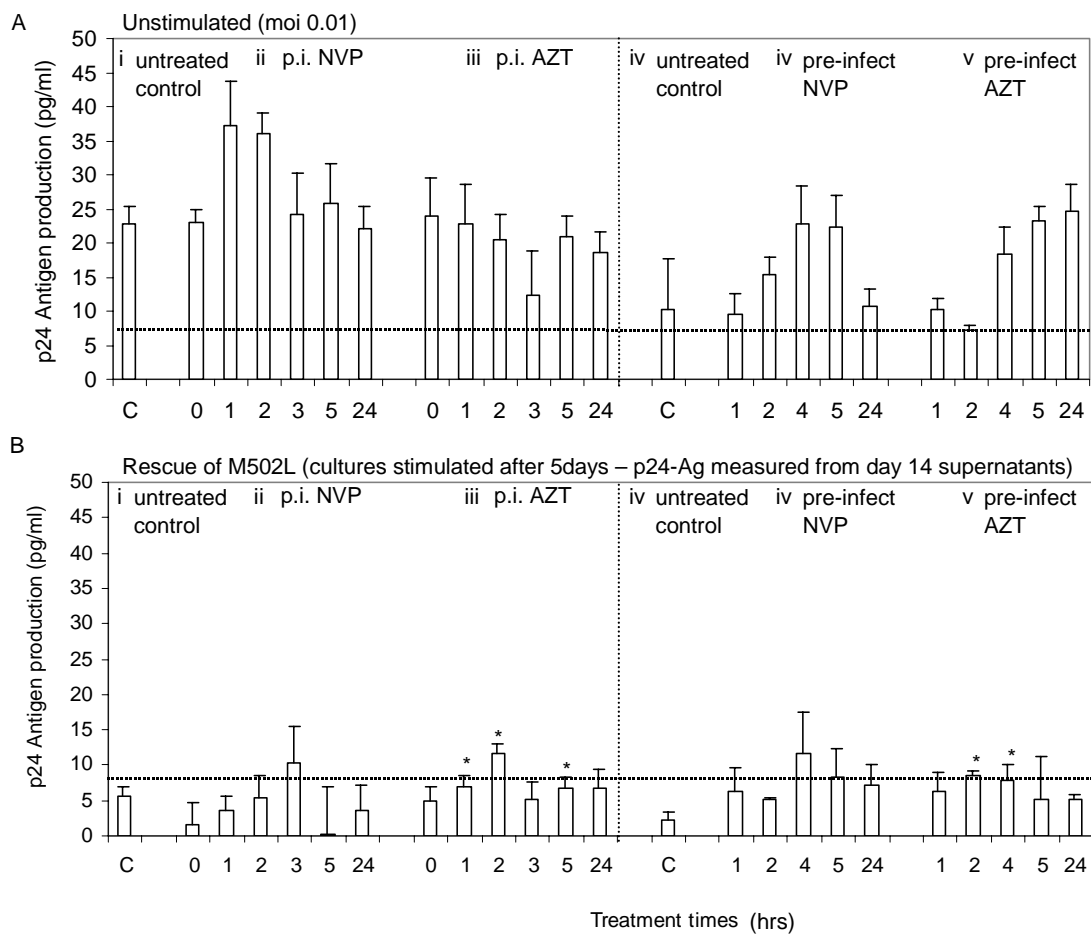 A
Unstimulated (moi 0.01)
p24 Antigen production (pg/ml)
50
45
40
35
30
25
20
15
10
5
0
i untreated control
ii p.i. NVP
iii p.i. AZT
iv untreated control
iv pre-infect NVP
v pre-infect AZT
C 0 1 2 3 5 24 0 1 2 3 5 24 C 1 2 4 5 24 1 2 4 5 24
B
Rescue of M502L (cultures stimulated after 5days – p24-Ag measured from day 14 supernatants)
p24 Antigen production (pg/ml)
50
45
40
35
30
25
20
15
10
5
0
i untreated control
ii p.i. NVP
iii p.i. AZT
iv untreated control
iv pre-infect NVP
v pre-infect AZT
* * * * *
C 0 1 2 3 5 24 0 1 2 3 5 24 C 1 2 4 5 24 1 2 4 5 24
Treatment times (hrs)